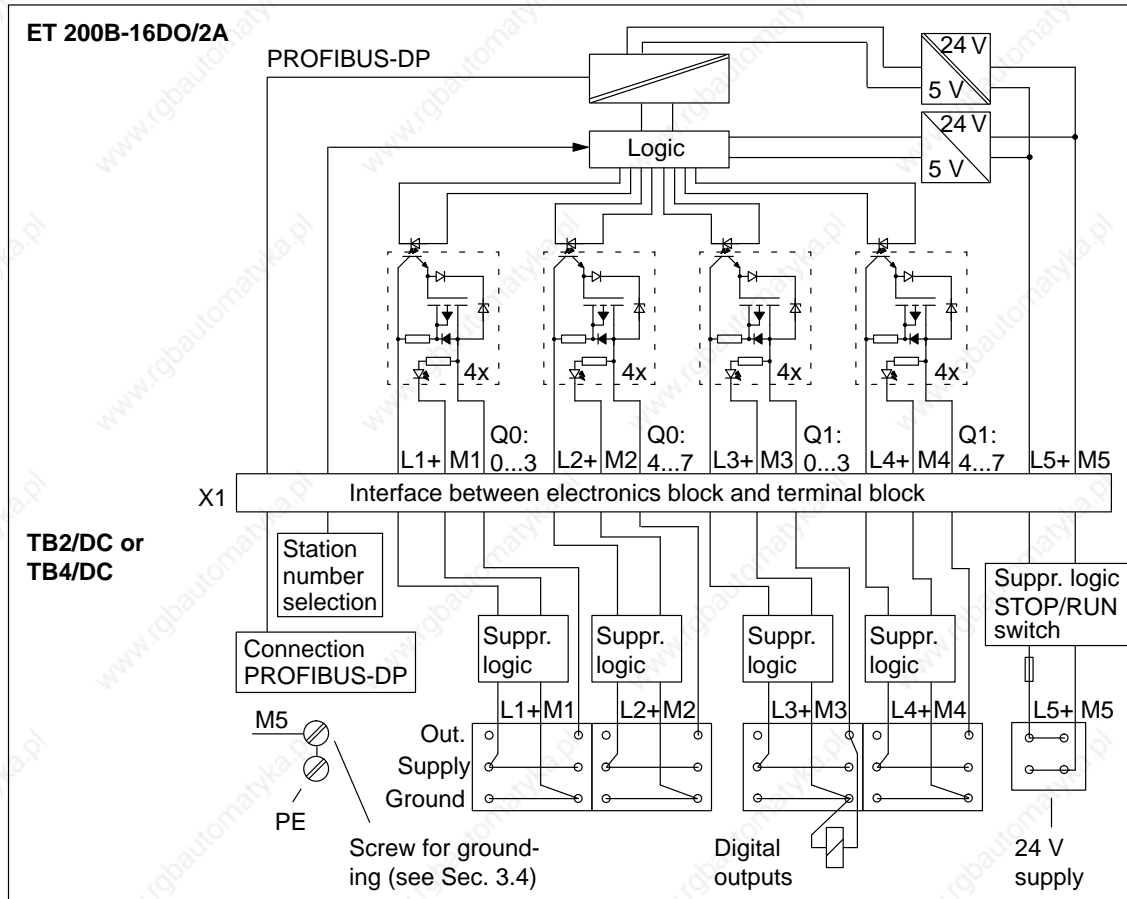 ET 200B-16DO/2A
PROFIBUS-DP
24 V
5 V
24 V
5 V
Logic
4x
4x
4x
4x
L1+ M1 Q0: 0...3
L2+ M2 Q0: 4...7
L3+ M3 Q1: 0...3
L4+ M4 Q1: 4...7
L5+ M5
X1
Interface between electronics block and terminal block
TB2/DC or
TB4/DC
Station
number
selection
Connection
PROFIBUS-DP
Suppr.
logic
Suppr.
logic
Suppr.
logic
Suppr.
logic
Suppr. logic
STOP/RUN
switch
L1+ M1
L2+ M2
L3+ M3
L4+ M4
L5+ M5
M5
PE
Out.
Supply
Ground
Screw for ground-
ing (see Sec. 3.4)
Digital
outputs
24 V
supply
www.rgbautomatyka.pl